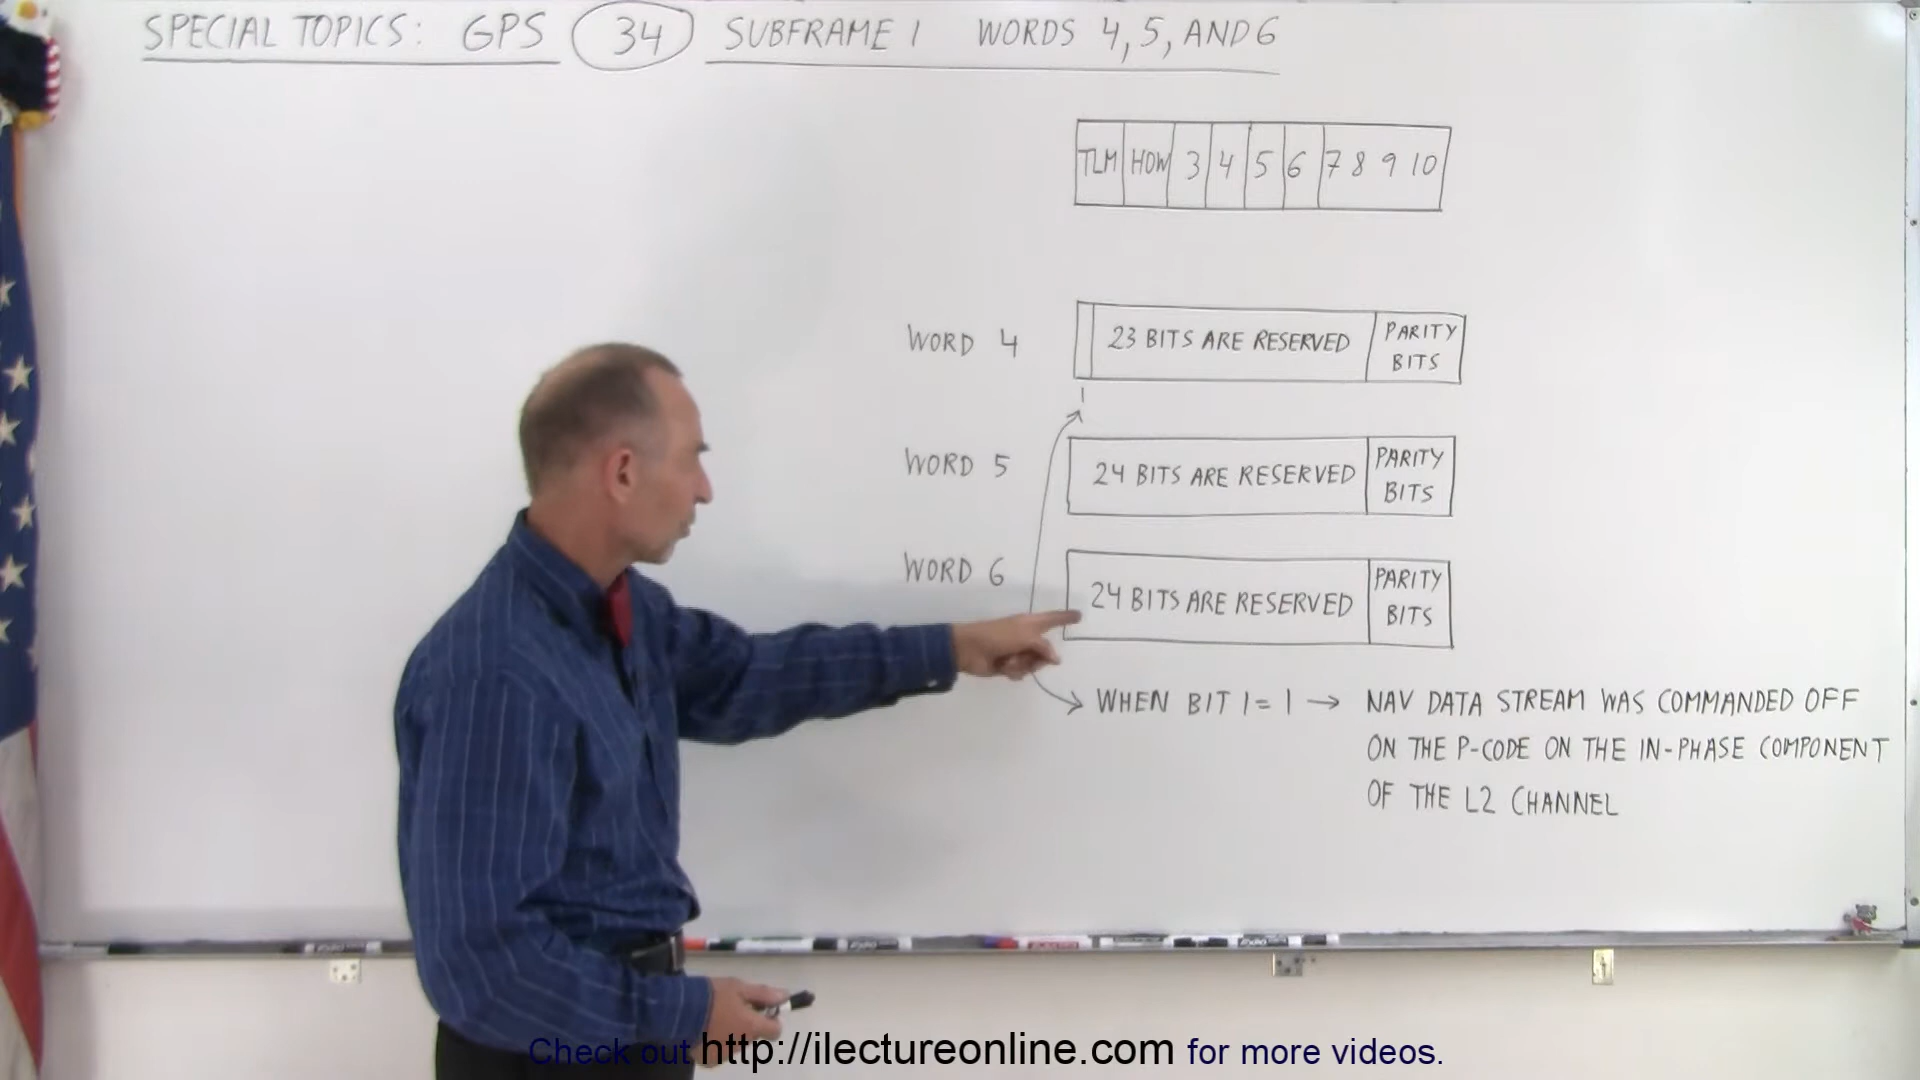 SPECIAL TOPICS: GPS 34 SUBFRAME 1 WORDS 4, 5, AND 6
TLM HOW 3 4 5 6 7 8 9 10
WORD 4
23 BITS ARE RESERVED
PARITY
BITS
1
WORD 5
24 BITS ARE RESERVED
PARITY
BITS
WORD 6
24 BITS ARE RESERVED
PARITY
BITS
WHEN BIT 1 = 1 → NAV DATA STREAM WAS COMMANDED OFF
ON THE P-CODE ON THE IN-PHASE COMPONENT
OF THE L2 CHANNEL
Check out http://ilectureonline.com for more videos.